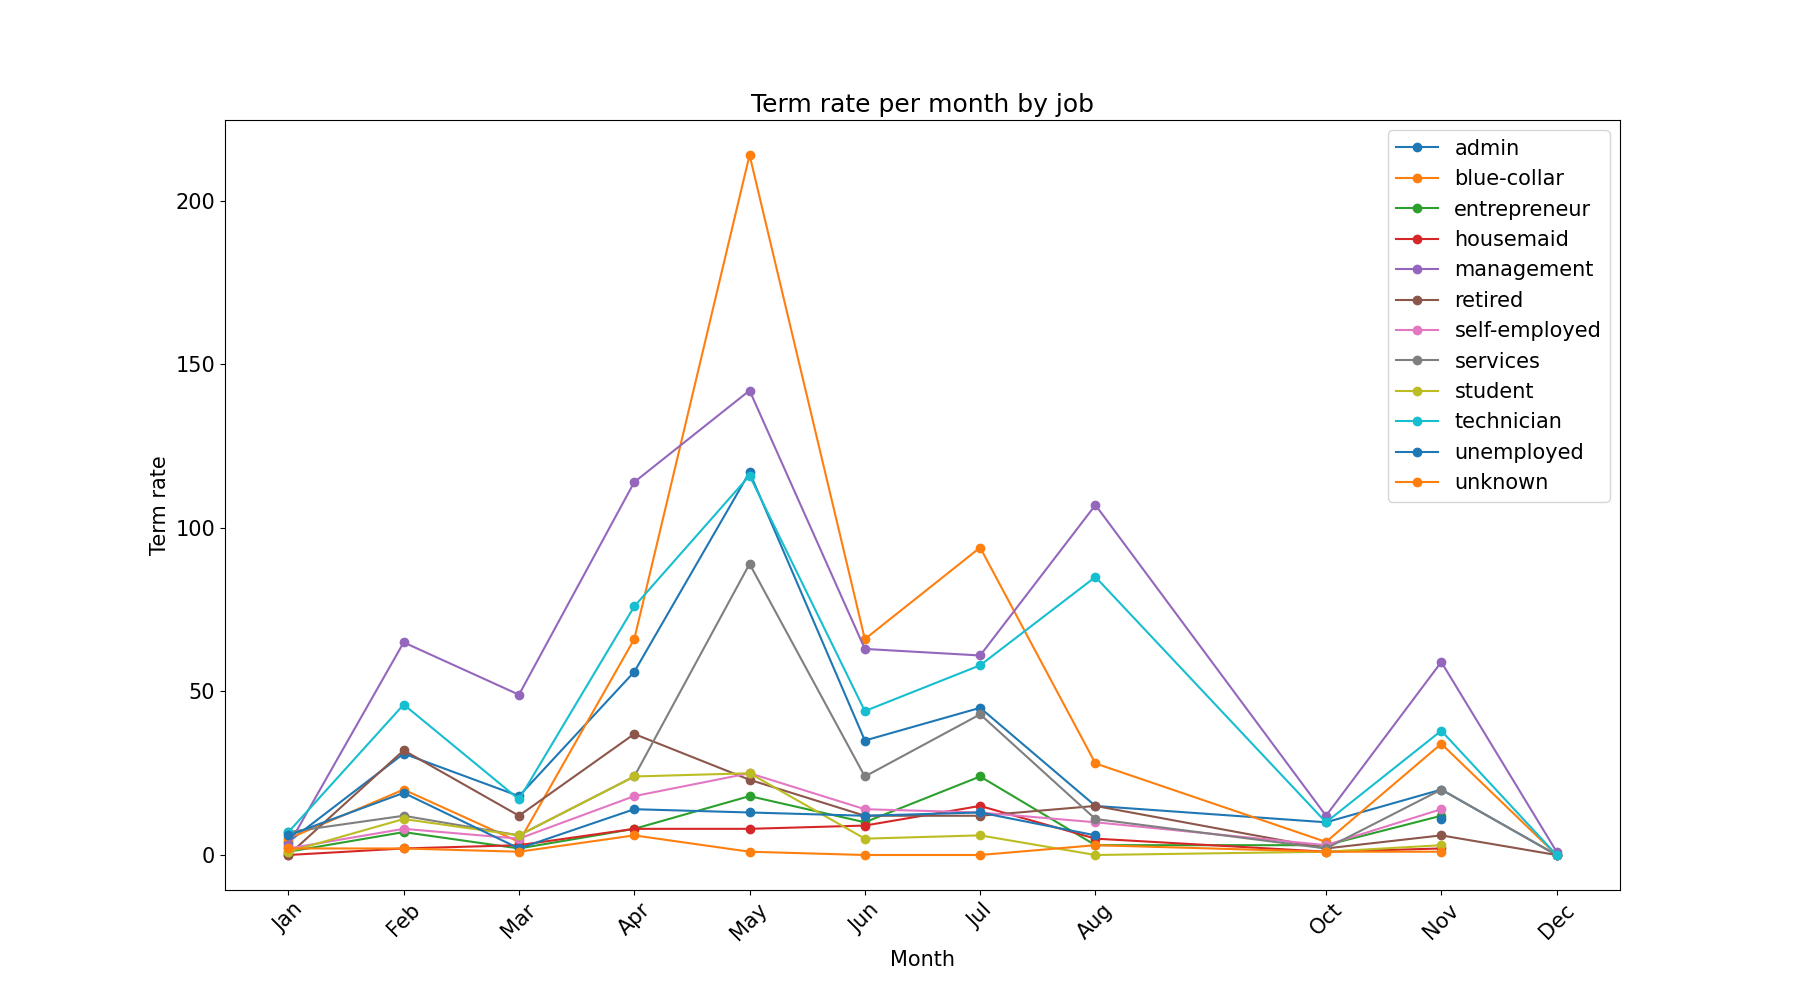 Term rate per month by job
admin
blue-collar
entrepreneur
housemaid
management
retired
self-employed
services
student
technician
unemployed
unknown
200
150
100
50
0
Term rate
Jan
Feb
Mar
Apr
May
Jun
Jul
Aug
Oct
Nov
Dec
Month